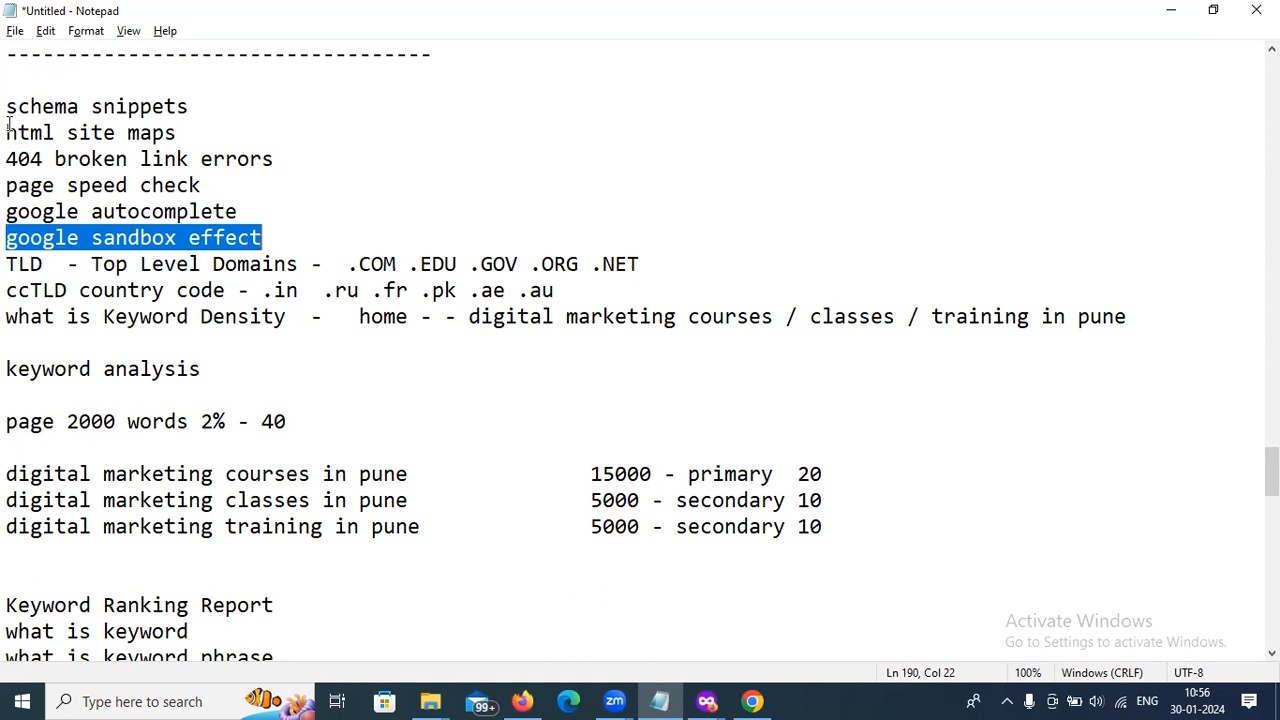 *Untitled - Notepad
File Edit Format View Help
-----------------------------------
schema snippets
html site maps
404 broken link errors
page speed check
google autocomplete
google sandbox effect
TLD  - Top Level Domains -  .COM .EDU .GOV .ORG .NET
ccTLD country code - .in  .ru .fr .pk .ae .au
what is Keyword Density  -   home - - digital marketing courses / classes / training in pune
keyword analysis
page 2000 words 2% - 40
digital marketing courses in pune 15000 - primary  20
digital marketing classes in pune 5000 - secondary 10
digital marketing training in pune 5000 - secondary 10
Keyword Ranking Report
what is keyword
what is keyword phrase
Activate Windows
Go to Settings to activate Windows.
Ln 190, Col 22 100% Windows (CRLF) UTF-8
Type here to search 99+ ENG 10:56
30-01-2024